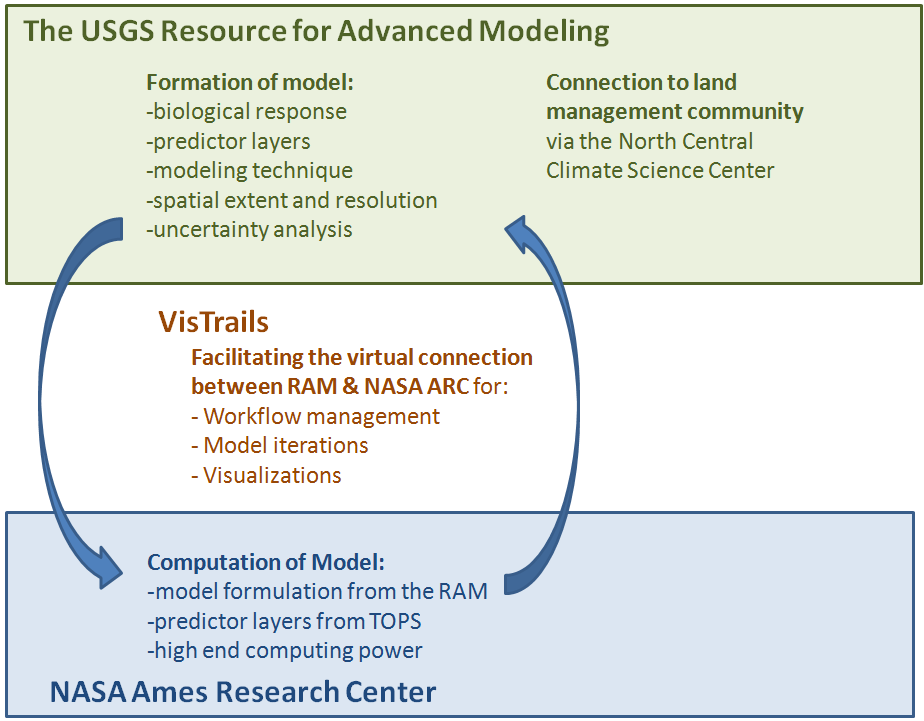 The USGS Resource for Advanced Modeling
Formation of model:
-biological response
-predictor layers
-modeling technique
-spatial extent and resolution
-uncertainty analysis
Connection to land
management community
via the North Central
Climate Science Center
VisTrails
Facilitating the virtual connection
between RAM & NASA ARC for:
- Workflow management
- Model iterations
- Visualizations
Computation of Model:
-model formulation from the RAM
-predictor layers from TOPS
-high end computing power
NASA Ames Research Center